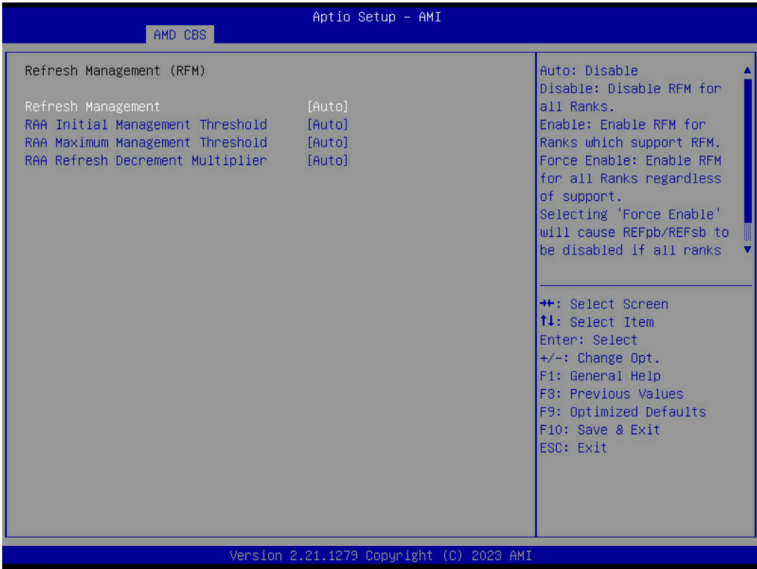 Aptio Setup – AMI
AMD CBS
Refresh Management (RFM)
Refresh Management [Auto]
RAA Initial Management Threshold [Auto]
RAA Maximum Management Threshold [Auto]
RAA Refresh Decrement Multiplier [Auto]
Auto: Disable
Disable: Disable RFM for
all Ranks.
Enable: Enable RFM for
Ranks which support RFM.
Force Enable: Enable RFM
for all Ranks regardless
of support.
Selecting 'Force Enable'
will cause REFpb/REFsb to
be disabled if all ranks
→←: Select Screen
↑↓: Select Item
Enter: Select
+/-: Change Opt.
F1: General Help
F3: Previous Values
F9: Optimized Defaults
F10: Save & Exit
ESC: Exit
Version 2.21.1279 Copyright (C) 2023 AMI